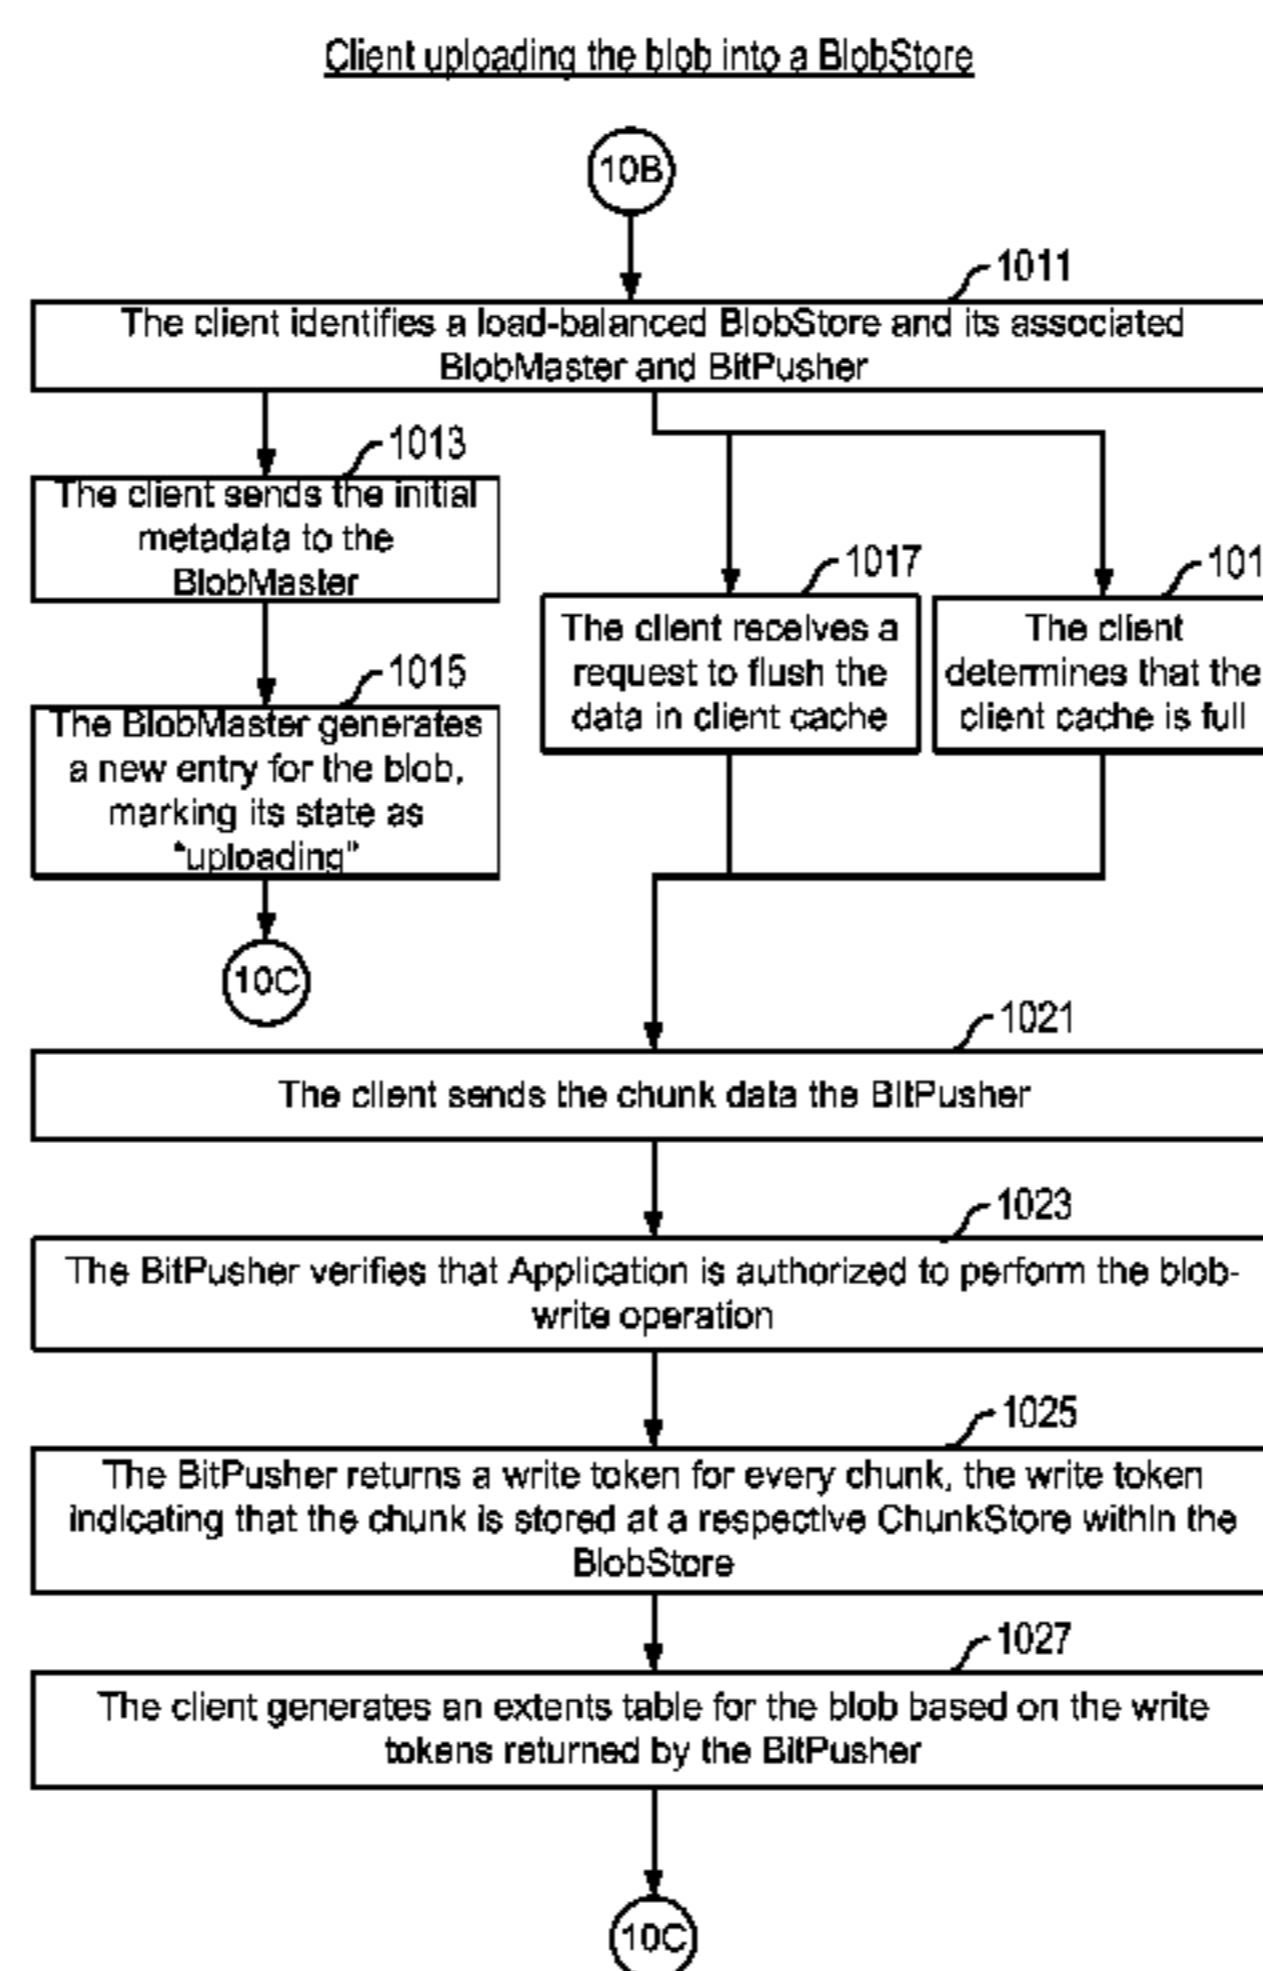 Client uploading the blob into a BlobStore
10B
1011
The client identifies a load-balanced BlobStore and its associated
BlobMaster and BitPusher
1013
The client sends the initial
metadata to the
BlobMaster
1015
The BlobMaster generates
a new entry for the blob,
marking its state as
"uploading"
10C
1017
The client receives a
request to flush the
data in client cache
101
The client
determines that the
client cache is full
1021
The client sends the chunk data the BitPusher
1023
The BitPusher verifies that Application is authorized to perform the blob-
write operation
1025
The BitPusher returns a write token for every chunk, the write token
indicating that the chunk is stored at a respective ChunkStore within the
BlobStore
1027
The client generates an extents table for the blob based on the write
tokens returned by the BitPusher
10C